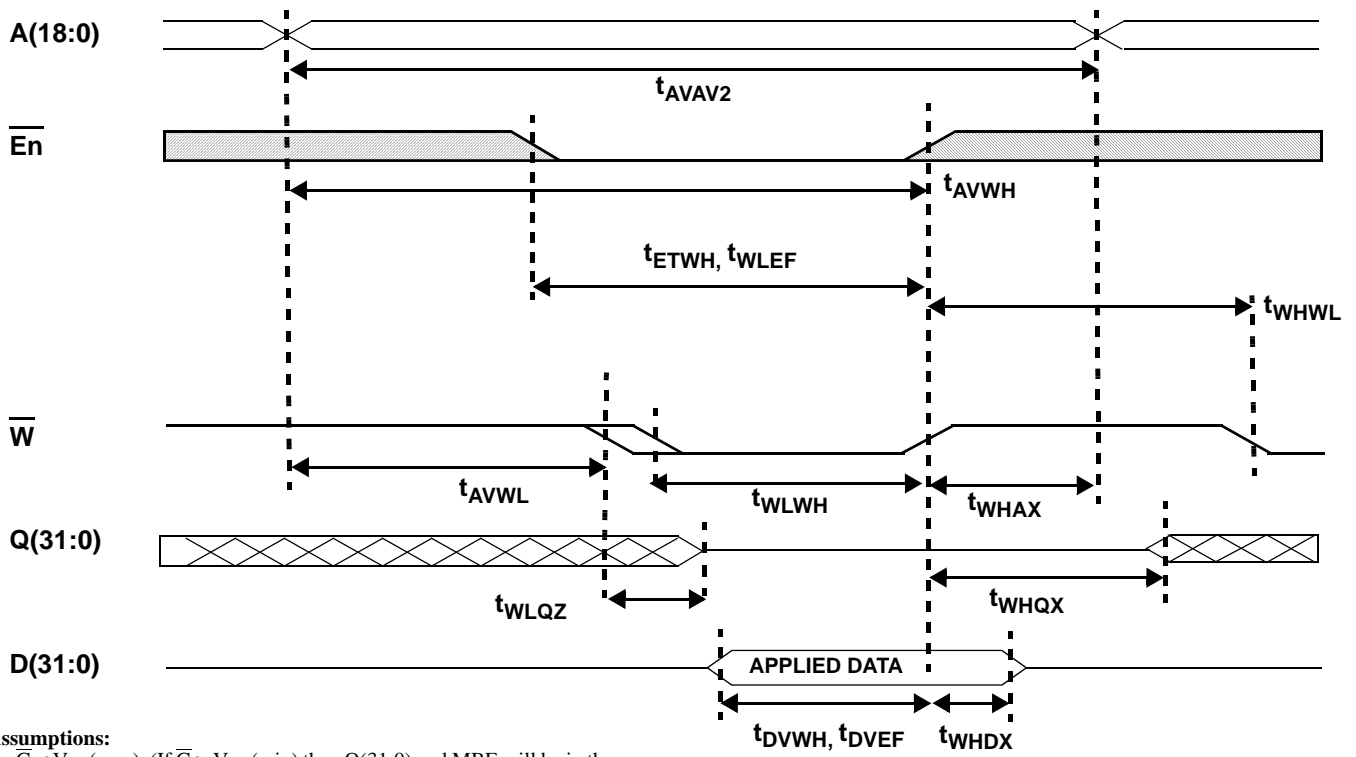 A(18:0)
tAVAV2
En
tAVWH
tETWH, tWLEF
tWHWL
W
tAVWL
tWLWH
tWHAX
Q(31:0)
tWLQZ
tWHQX
D(31:0)
APPLIED DATA
tDVWH, tDVEF
tWHDX
ssumptions: